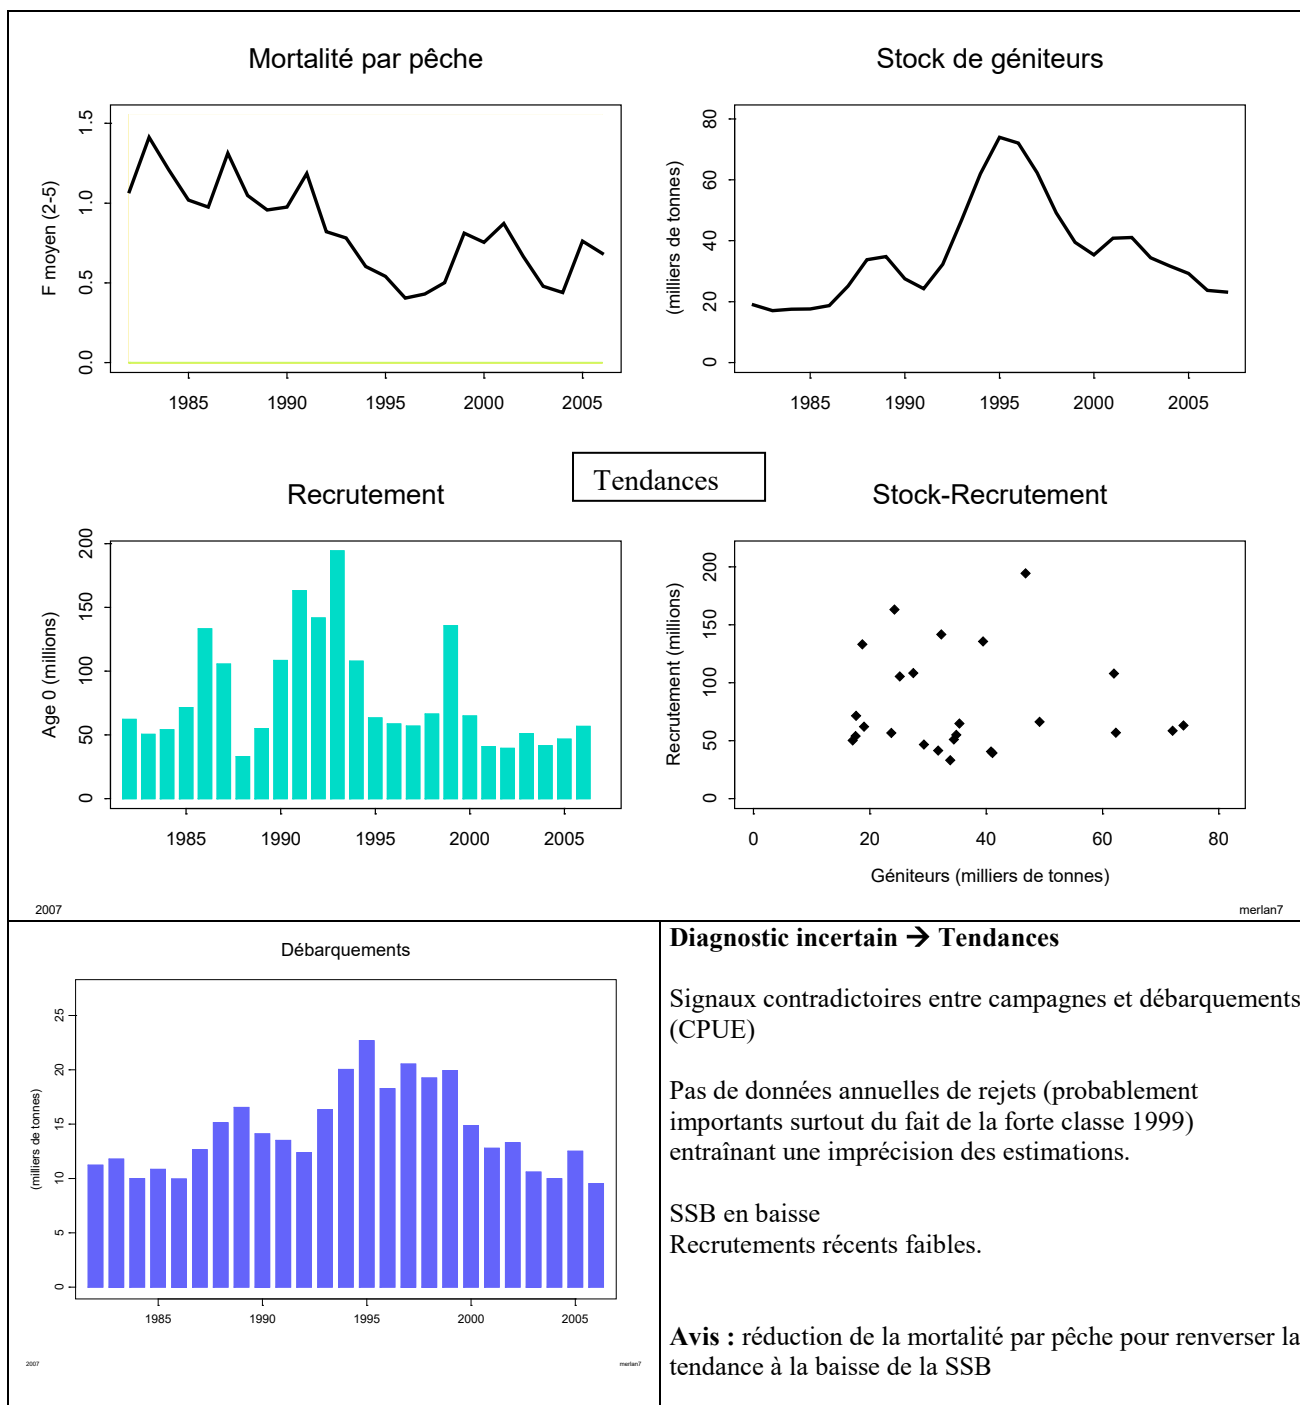 Mortalité par pêche
F moyen (2-5)
0.0 0.5 1.0 1.5
1985 1990 1995 2000 2005
Stock de géniteurs
(milliers de tonnes)
0 20 40 60 80
1985 1990 1995 2000 2005
Tendances
Recrutement
Age 0 (millions)
0 50 100 150 200
1985 1990 1995 2000 2005
Stock-Recrutement
Recrutement (millions)
0 50 100 150 200
0 20 40 60 80
Géniteurs (milliers de tonnes)
2007
merlan7
Débarquements
(milliers de tonnes)
0 5 10 15 20 25
1985 1990 1995 2000 2005
2007
merlan7
Diagnostic incertain → Tendances
Signaux contradictoires entre campagnes et débarquements
(CPUE)
Pas de données annuelles de rejets (probablement
importants surtout du fait de la forte classe 1999)
entraînant une imprécision des estimations.
SSB en baisse
Recrutements récents faibles.
Avis : réduction de la mortalité par pêche pour renverser la
tendance à la baisse de la SSB